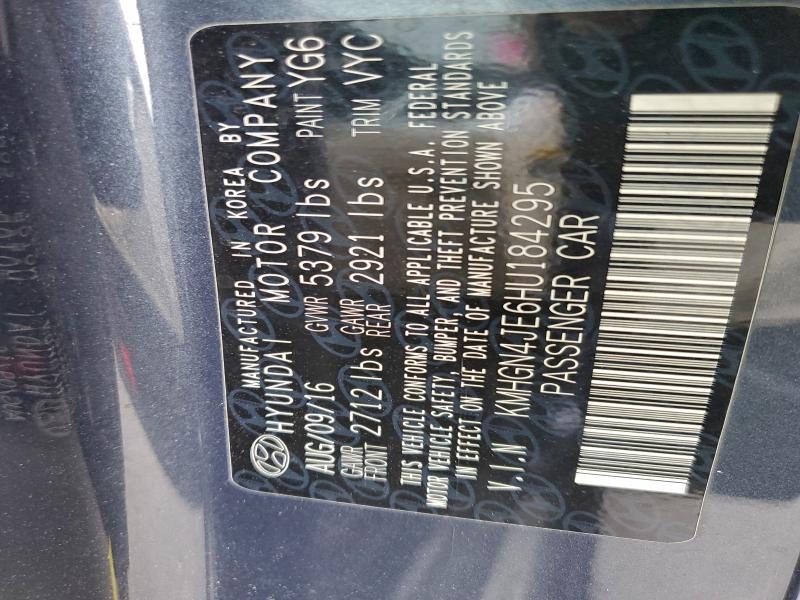 MANUFACTURED IN KOREA BY
HYUNDAI MOTOR COMPANY
AUG/09/16 GVWR 5379 lbs PAINT YG6
GAWR FRONT 2712 lbs GAWR REAR 2921 lbs TRIM VYC
THIS VEHICLE CONFORMS TO ALL APPLICABLE U.S.A. FEDERAL
MOTOR VEHICLE SAFETY, BUMPER, AND THEFT PREVENTION STANDARDS
IN EFFECT ON THE DATE OF MANUFACTURE SHOWN ABOVE
V.I.N KMHGN4JE6HU184295
PASSENGER CAR